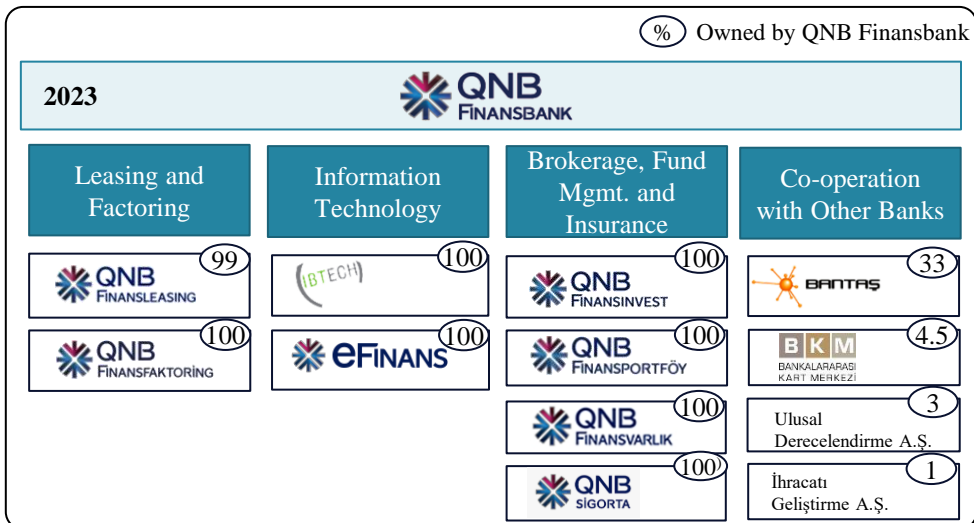 % Owned by QNB Finansbank
2023
QNB
FINANSBANK
Leasing and
Factoring
99
QNB
FINANSLEASING
100
QNB
FINANSFAKTORİNG
Information
Technology
100
IBTECH
100
eFINANS
Brokerage, Fund
Mgmt. and
Insurance
100
QNB
FINANSINVEST
100
QNB
FINANSPORTFÖY
100
QNB
FINANSVARLIK
100)
QNB
SİGORTA
Co-operation
with Other Banks
33
BANTAŞ
4.5
BKM
BANKALARARASI
KART MERKEZİ
3
Ulusal
Derecelendirme A.Ş.
1
İhracatı
Geliştirme A.Ş.